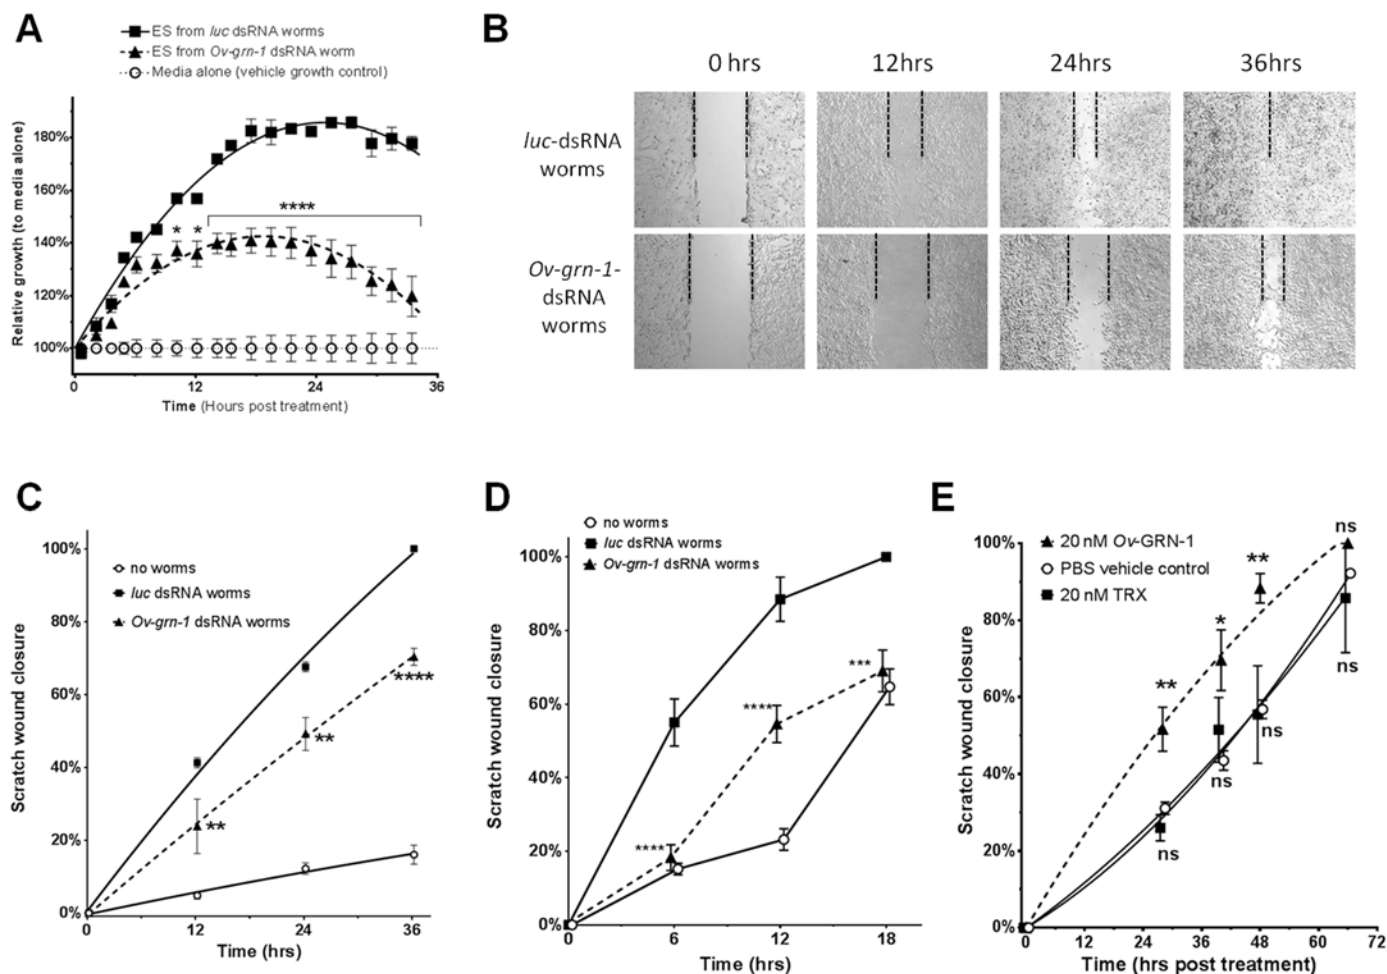 A
ES from luc dsRNA worms
ES from Ov-grn-1 dsRNA worm
Media alone (vehicle growth control)
Relative growth (to media alone)
180%
160%
140%
120%
100%
* *
****
0 12 24 36
Time (Hours post treatment)
B
0 hrs 12hrs 24hrs 36hrs
luc-dsRNA
worms
Ov-grn-1-
dsRNA
worms
C
no worms
luc dsRNA worms
Ov-grn-1 dsRNA worms
Scratch wound closure
100%
80%
60%
40%
20%
0%
**
**
****
0 12 24 36
Time (hrs)
D
no worms
luc dsRNA worms
Ov-grn-1 dsRNA worms
Scratch wound closure
100%
80%
60%
40%
20%
0%
****
****
***
0 6 12 18
Time (hrs)
E
20 nM Ov-GRN-1
PBS vehicle control
20 nM TRX
Scratch wound closure
100%
80%
60%
40%
20%
0%
**
*
**
ns
ns
ns
ns
ns
0 12 24 36 48 60 72
Time (hrs post treatment)